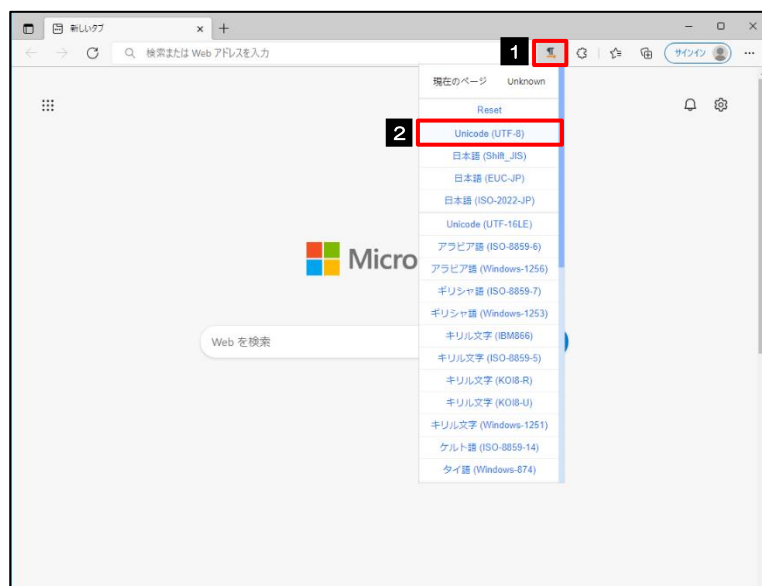 新しいタブ
検索または Web アドレスを入力
1
サインイン
現在のページ Unknown
Reset
2
Unicode (UTF-8)
日本語 (Shift_JIS)
日本語 (EUC-JP)
日本語 (ISO-2022-JP)
Unicode (UTF-16LE)
アラビア語 (ISO-8859-6)
アラビア語 (Windows-1256)
Micro
ギリシャ語 (ISO-8859-7)
ギリシャ語 (Windows-1253)
キリル文字 (IBM866)
Web を検索
キリル文字 (ISO-8859-5)
キリル文字 (KOI8-R)
キリル文字 (KOI8-U)
キリル文字 (Windows-1251)
ケルト語 (ISO-8859-14)
タイ語 (Windows-874)